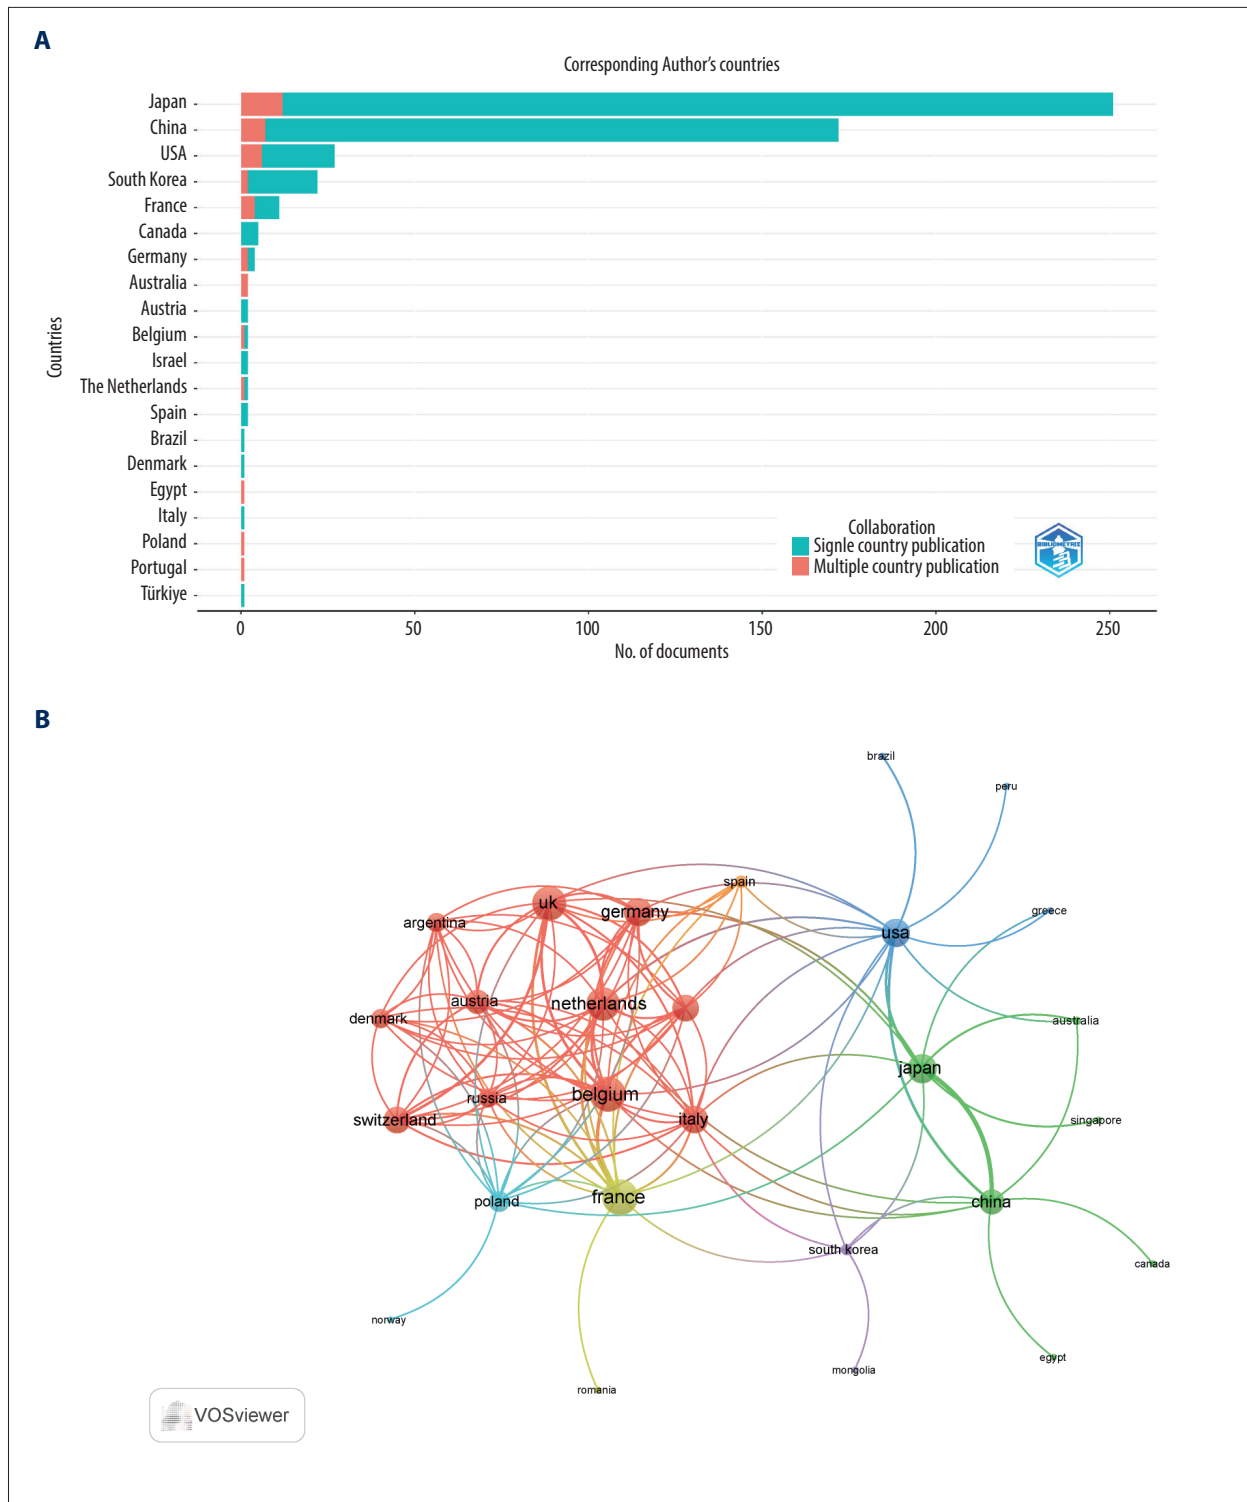 A
Corresponding Author's countries
Japan
China
USA
South Korea
France
Canada
Germany
Australia
Austria
Belgium
Israel
The Netherlands
Spain
Brazil
Denmark
Egypt
Italy
Poland
Portugal
Türkiye
Countries
Collaboration
Signle country publication
Multiple country publication
BIBLIOMETRIX
0 50 100 150 200 250
No. of documents
B
brazil
peru
spain
uk
germany
argentina
greece
usa
austria
netherlands
denmark
australia
japan
belgium
russia
switzerland
italy
singapore
poland
france
china
south korea
canada
norway
egypt
mongolia
romania
VOSviewer